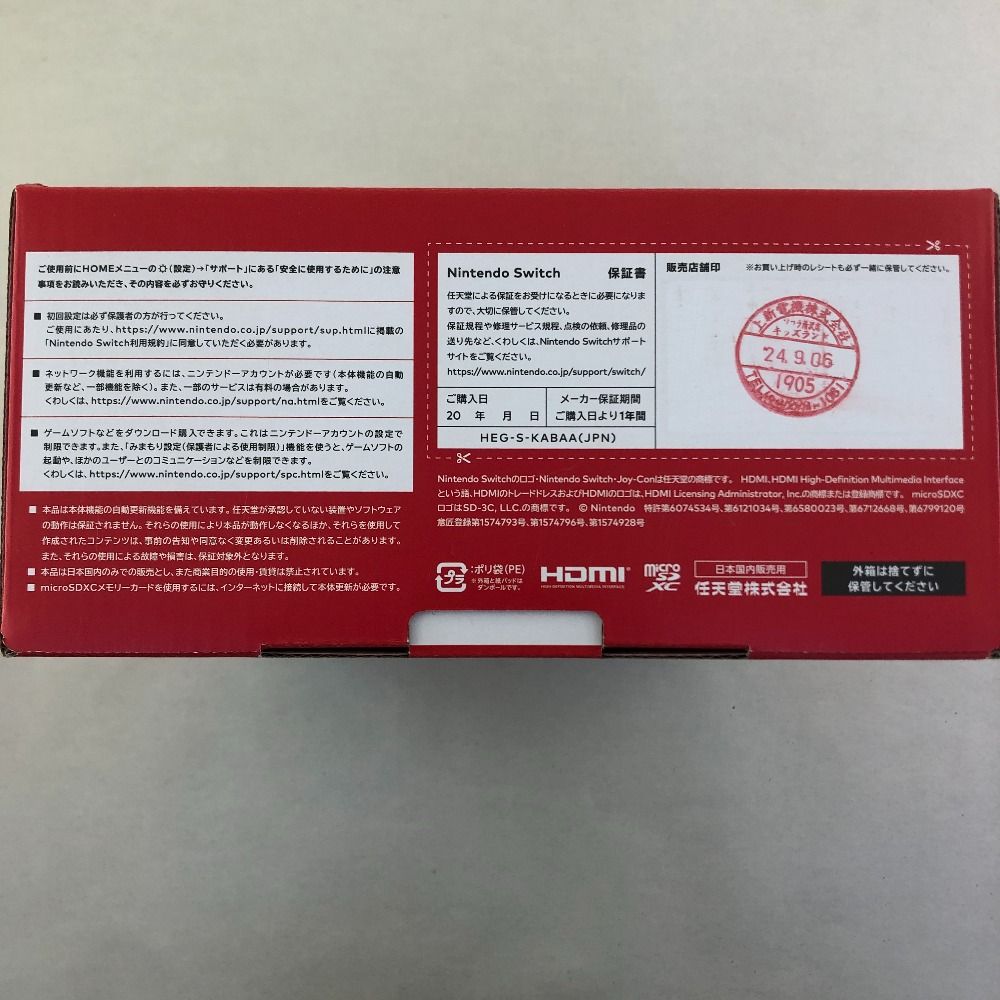 ご使用前にHOMEメニューの(設定)→「サポート」にある「安全に使用するために」の注意
事項をお読みいただき、その内容を必ずお守りください。
■ 初回設定は必ず保護者の方が行ってください。
ご使用にあたり、https://www.nintendo.co.jp/support/sup.htmlに掲載の
「Nintendo Switch利用規約」に同意していただく必要があります。
■ ネットワーク機能を利用するには、ニンテンドーアカウントが必要です(本体機能の自動
更新など、一部機能を除く)。また、一部のサービスは有料の場合があります。
くわしくは、https://www.nintendo.co.jp/support/na.htmlをご覧ください。
■ ゲームソフトなどをダウンロード購入できます。これはニンテンドーアカウントの設定で
制限できます。また、「みまもり設定(保護者による使用制限)」機能を使うと、ゲームソフトの
起動や、ほかのユーザーとのコミュニケーションなどを制限できます。
くわしくは、https://www.nintendo.co.jp/support/spc.htmlをご覧ください。
■ 本品は本体機能の自動更新機能を備えています。任天堂が承認していない装置やソフトウェア
の動作は保証されません。それらの使用により本品が動作しなくなるほか、それらを使用して
作成されたコンテンツは、事前の告知や同意なく変更あるいは削除されることがあります。
また、それらの使用による故障や損害は、保証対象外となります。
■ 本品は日本国内のみでの販売とし、また商業目的の使用・賃貸は禁止されています。
■ microSDXCメモリーカードを使用するには、インターネットに接続して本体更新が必要です。
Nintendo Switch 保証書
任天堂による保証をお受けになるときに必要になりま
すので、大切に保管してください。
保証規程や修理サービス規程、点検の依頼、修理品の
送り先など、くわしくは、Nintendo Switchサポート
サイトをご覧ください。
https://www.nintendo.co.jp/support/switch/
ご購入日
20 年 月 日
メーカー保証期間
ご購入日より1年間
HEG-S-KABAA(JPN)
販売店舗印 ※お買い上げ時のレシートも必ず一緒に保管してください。
上新電機株式会社
キッズランド
24.9.06
1905
Nintendo Switchのロゴ・Nintendo Switch・Joy-Conは任天堂の商標です。 HDMI、HDMI High-Definition Multimedia Interface
という語、HDMIのトレードドレスおよびHDMIのロゴは、HDMI Licensing Administrator, Inc.の商標または登録商標です。 microSDXC
ロゴはSD-3C, LLC.の商標です。 © Nintendo 特許第6074534号、第6121034号、第6580023号、第6712668号、第6799120号
意匠登録第1574793号、第1574796号、第1574928号
プラ
:ポリ袋(PE)
※外箱と紙パッドは
ダンボールです。
HDMI
HIGH-DEFINITION MULTIMEDIA INTERFACE
micro
SD
XC
日本国内販売用
任天堂株式会社
外箱は捨てずに
保管してください